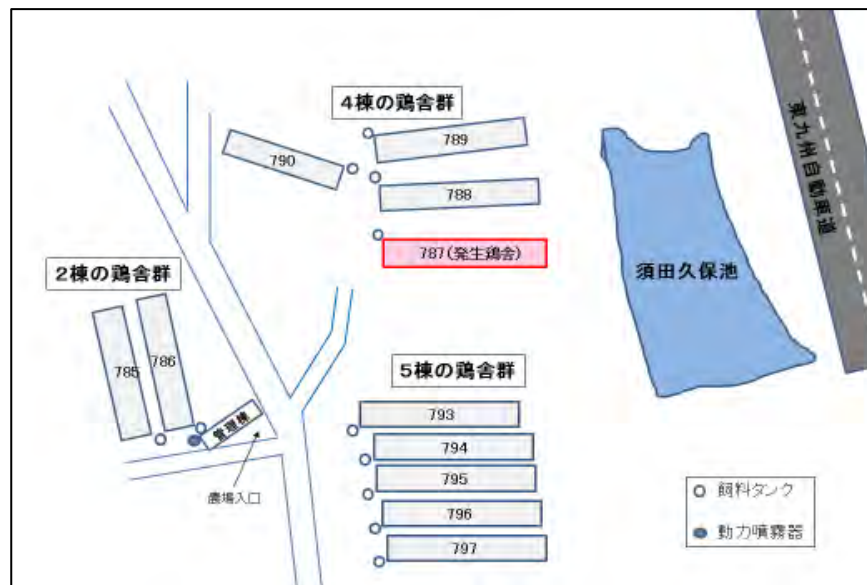 4棟の鶏舎群
789
790
788
787(発生鶏舎)
東九州自動車道
須田久保池
2棟の鶏舎群
785
786
管理棟
農場入口
5棟の鶏舎群
793
794
795
796
797
飼料タンク
動力噴霧器